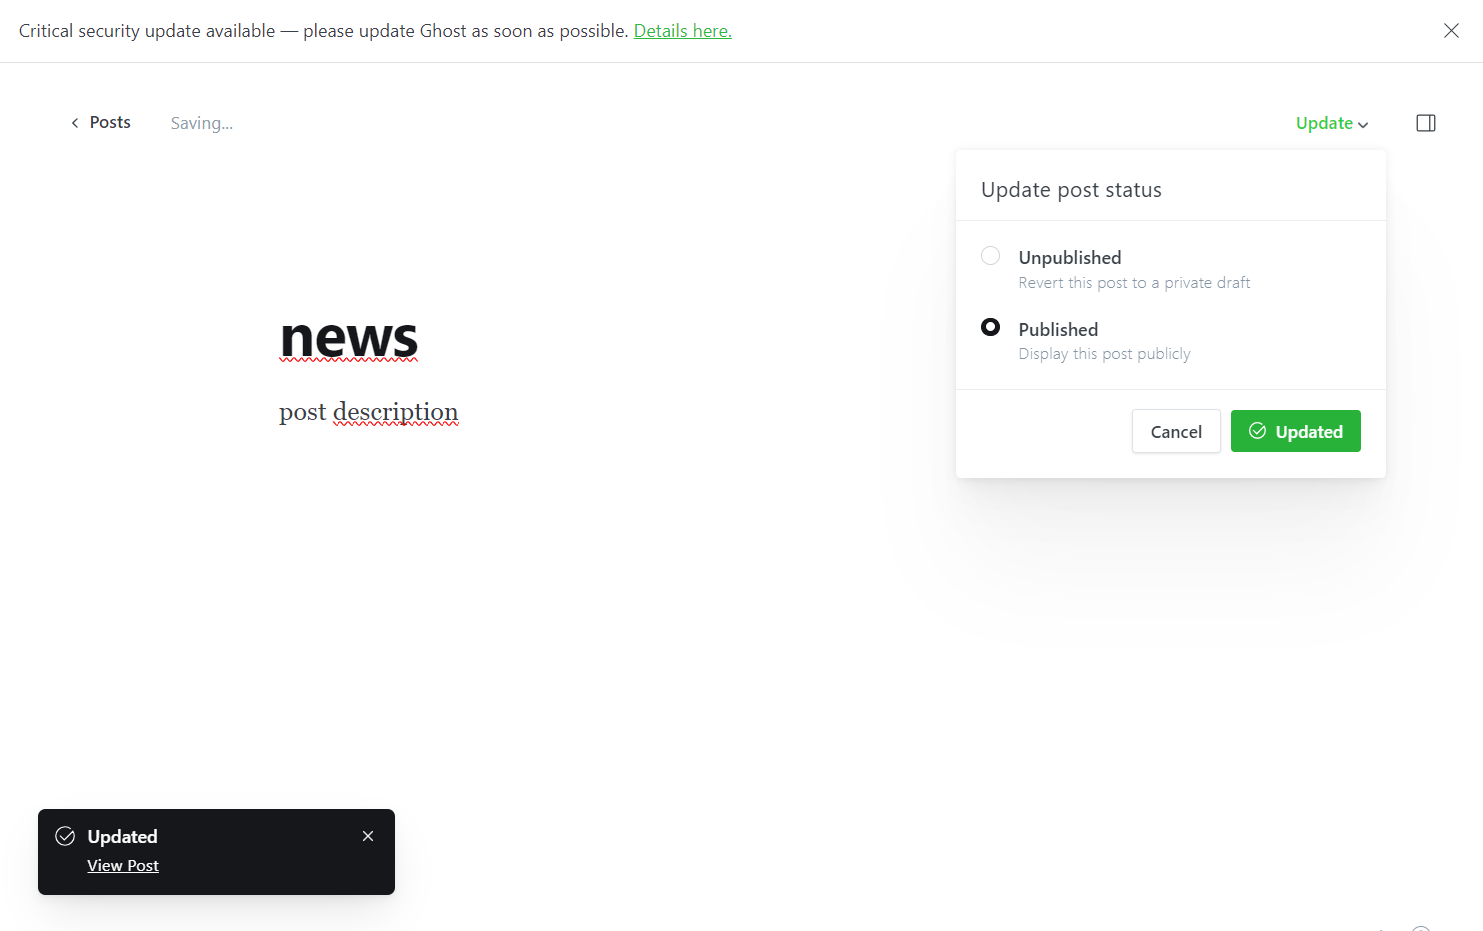 Critical security update available — please update Ghost as soon as possible. Details here.
Posts
Saving...
Update
Update post status
Unpublished
Revert this post to a private draft
Published
Display this post publicly
Cancel
Updated
news
post description
Updated
View Post